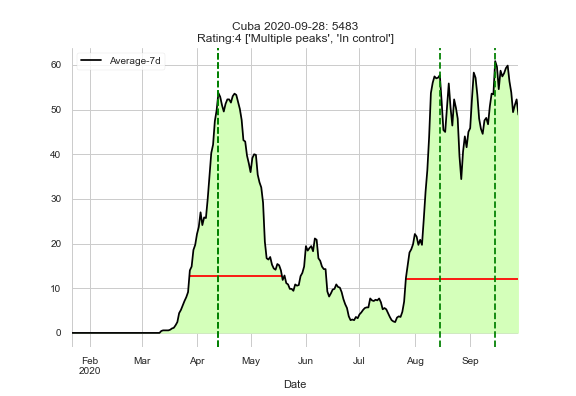 Cuba 2020-09-28: 5483
Rating:4 ['Multiple peaks', 'In control']
Average-7d
60
50
40
30
20
10
0
Feb Mar Apr May Jun Jul Aug Sep
2020
Date